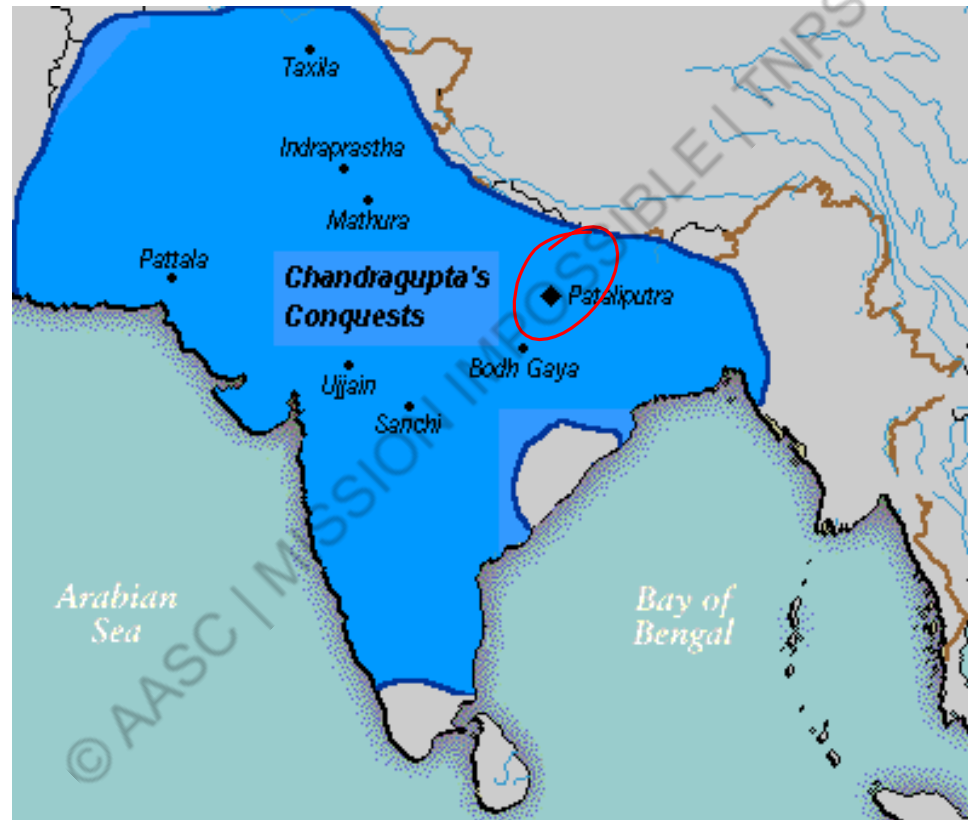 Taxila
Indraprastha
Mathura
Pattala
Chandragupta's
Conquests
Pataliputra
Bodh Gaya
Ujjain
Sanchi
Arabian
Sea
Bay of
Bengal
© AASC | MISSION IMPOSSIBLE | TNPS